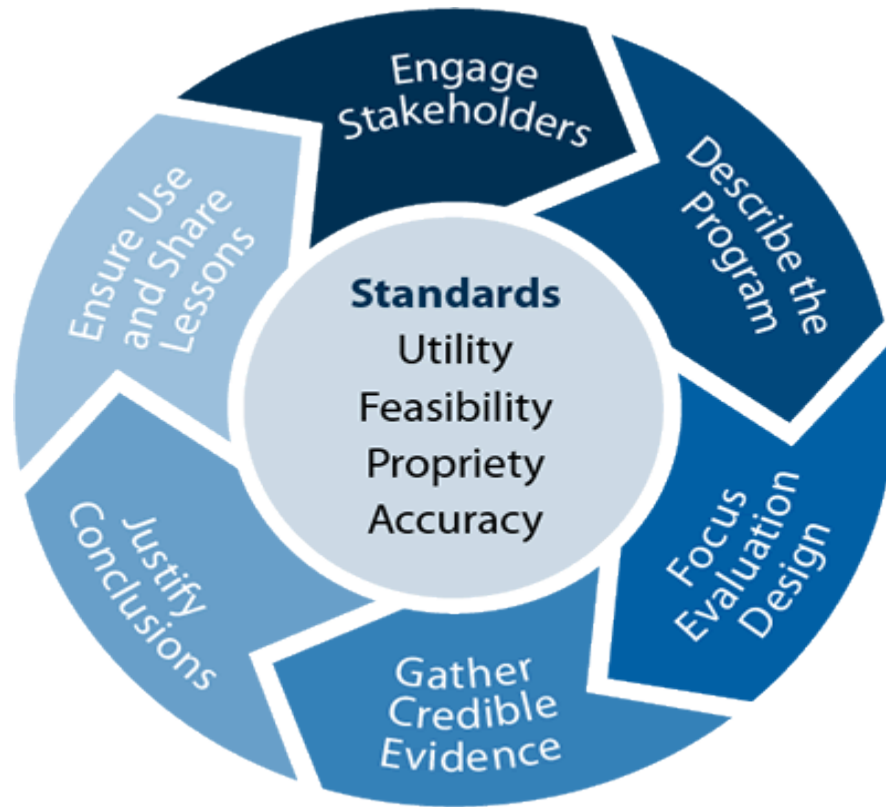 Engage
Stakeholders
Describe the
Program
Focus
Evaluation
Design
Gather
Credible
Evidence
Justify
Conclusions
Ensure Use
and Share
Lessons
Standards
Utility
Feasibility
Propriety
Accuracy